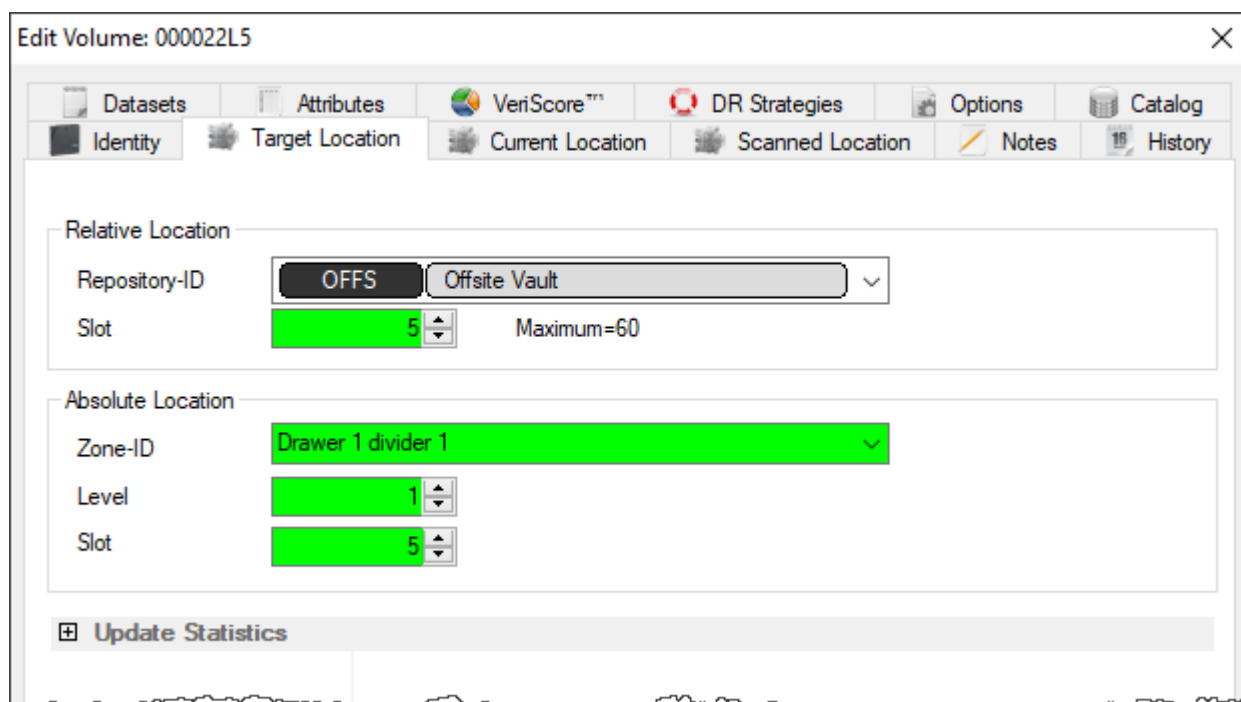 Edit Volume: 000022L5
Datasets Attributes VeriScore™ DR Strategies Options Catalog
Identity Target Location Current Location Scanned Location Notes History
Relative Location
Repository-ID OFFS Offsite Vault
Slot 5 Maximum=60
Absolute Location
Zone-ID Drawer 1 divider 1
Level 1
Slot 5
Update Statistics